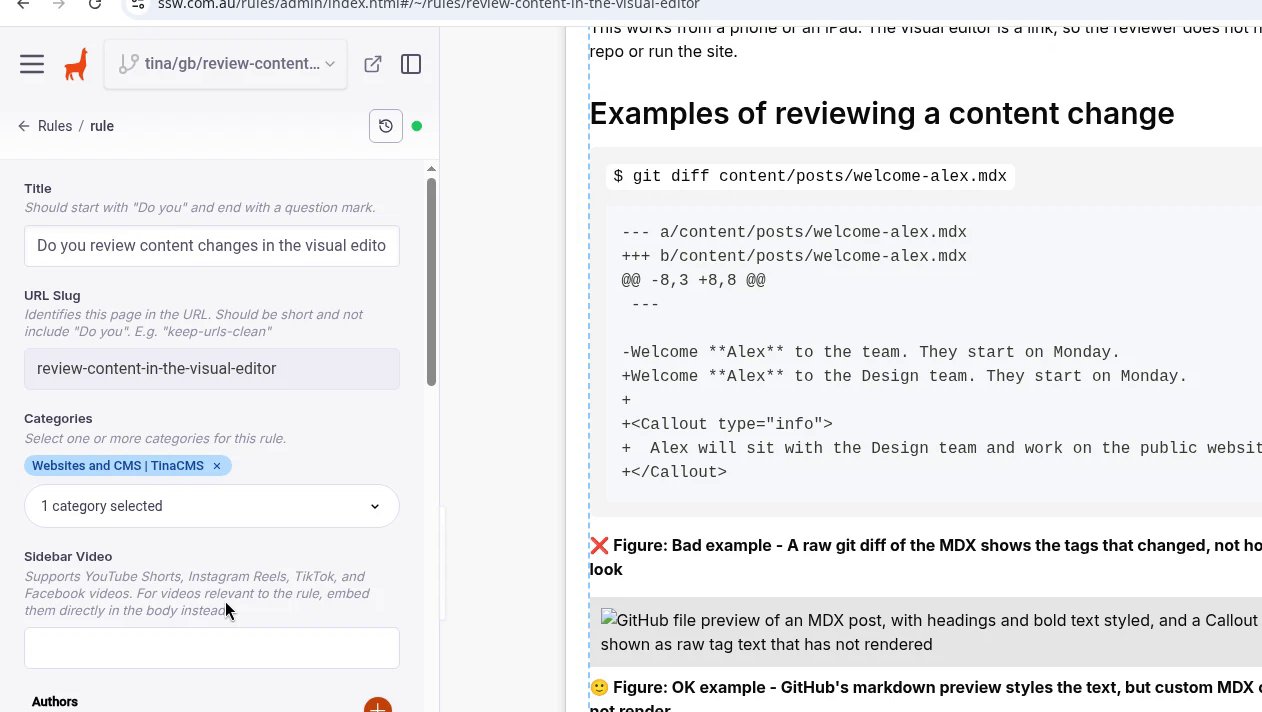 ssw.com.au/rules/admin/index.html#/~/rules/review-content-in-the-visual-editor
tina/gb/review-content...
Rules / rule
Title
Should start with "Do you" and end with a question mark.
Do you review content changes in the visual edito
URL Slug
Identifies this page in the URL. Should be short and not
include "Do you". E.g. "keep-urls-clean"
review-content-in-the-visual-editor
Categories
Select one or more categories for this rule.
Websites and CMS | TinaCMS ×
1 category selected
Sidebar Video
Supports YouTube Shorts, Instagram Reels, TikTok, and
Facebook videos. For videos relevant to the rule, embed
them directly in the body instead.
Authors
This works from a phone or an iPad. The visual editor is a link, so the reviewer does not
repo or run the site.
Examples of reviewing a content change
$ git diff content/posts/welcome-alex.mdx
--- a/content/posts/welcome-alex.mdx
+++ b/content/posts/welcome-alex.mdx
@@ -8,3 +8,8 @@
---
-Welcome **Alex** to the team. They start on Monday.
+Welcome **Alex** to the Design team. They start on Monday.
+
+<Callout type="info">
+  Alex will sit with the Design team and work on the public websit
+</Callout>
❌ Figure: Bad example - A raw git diff of the MDX shows the tags that changed, not ho
look
GitHub file preview of an MDX post, with headings and bold text styled, and a Callout
shown as raw tag text that has not rendered
🙂 Figure: OK example - GitHub's markdown preview styles the text, but custom MDX
not render